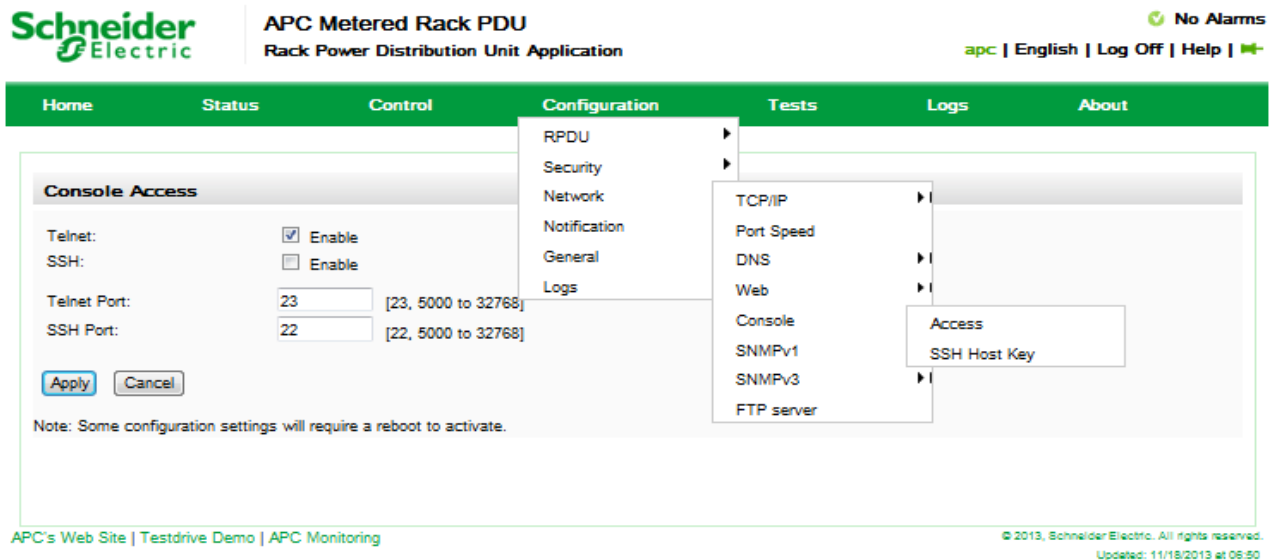 Schneider Electric
APC Metered Rack PDU
Rack Power Distribution Unit Application
No Alarms
apc | English | Log Off | Help |
Home Status Control Configuration Tests Logs About
RPDU
Security
Network
Notification
General
Logs
TCP/IP
Port Speed
DNS
Web
Console
SNMPv1
SNMPv3
FTP server
Access
SSH Host Key
Console Access
Telnet: Enable
SSH: Enable
Telnet Port: 23 [23, 5000 to 32768]
SSH Port: 22 [22, 5000 to 32768]
Apply Cancel
Note: Some configuration settings will require a reboot to activate.
APC's Web Site | Testdrive Demo | APC Monitoring
© 2013, Schneider Electric. All rights reserved.
Updated: 11/18/2013 at 06:50